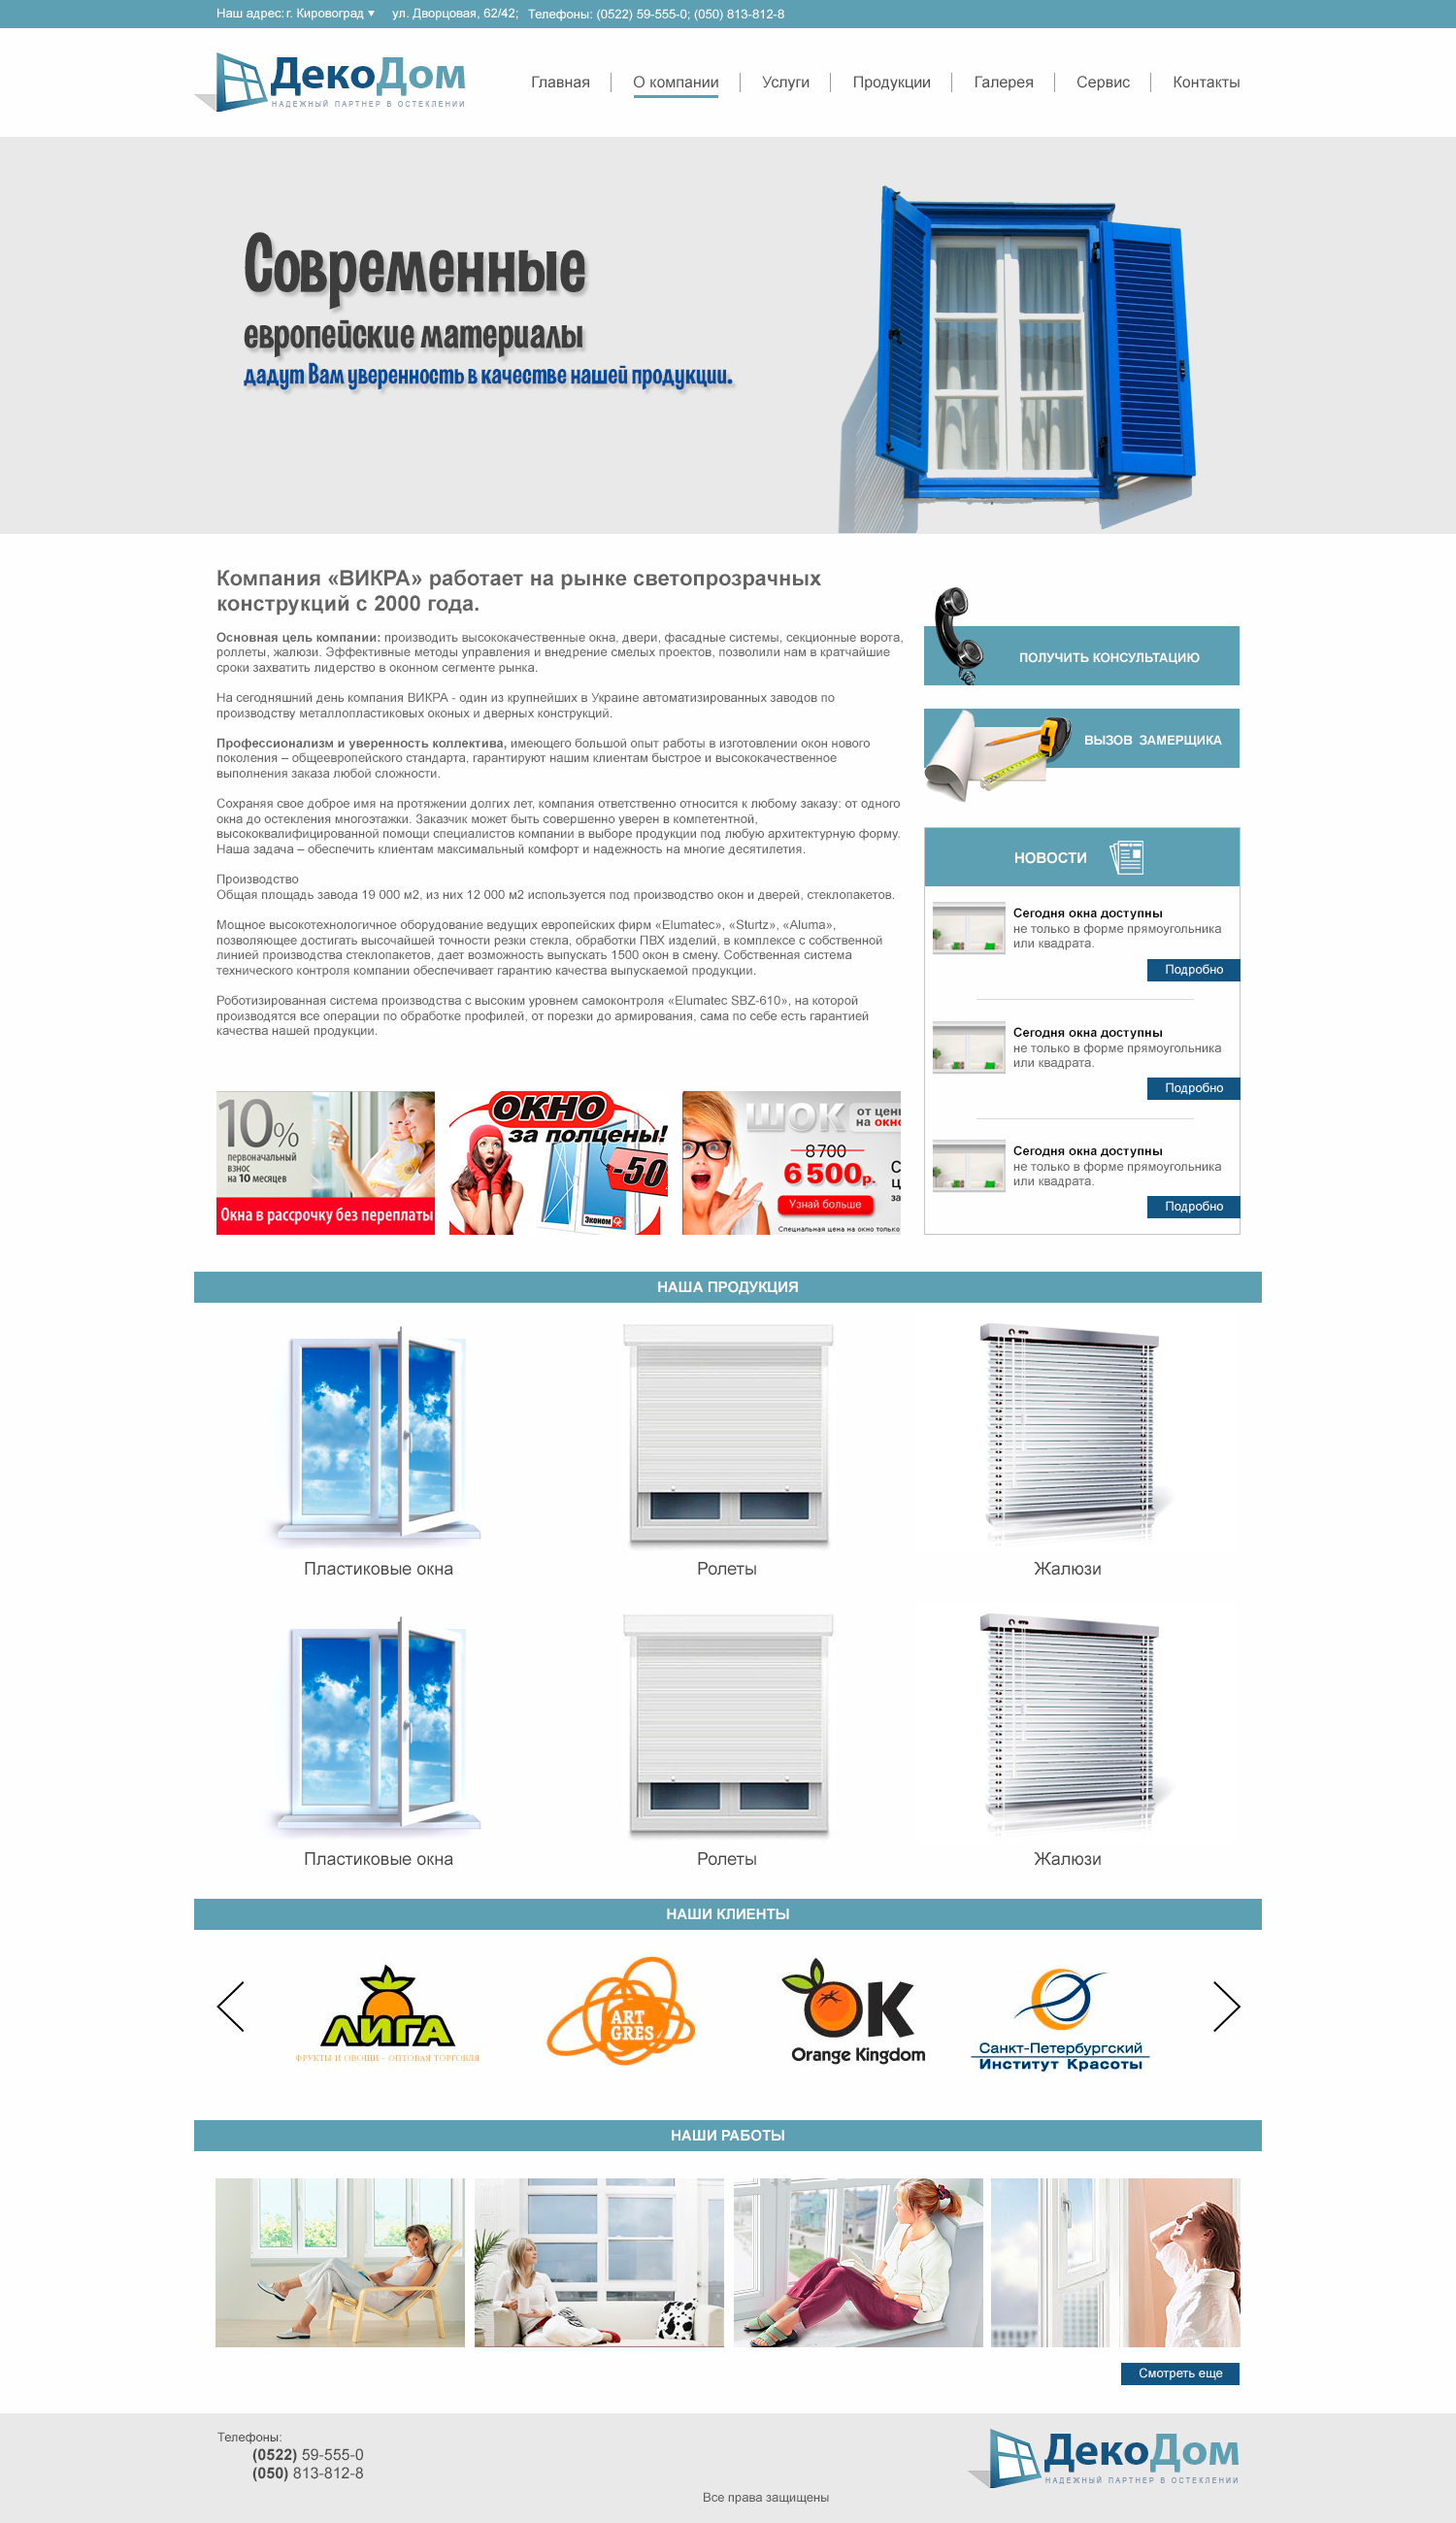 Наш адрес: г. Кировоград ул. Дворцовая, 62/42; Телефоны: (0522) 59-555-0; (050) 813-812-8
ДекоДом
НАДЕЖНЫЙ ПАРТНЕР В ОСТЕКЛЕНИИ
Главная
О компании
Услуги
Продукции
Галерея
Сервис
Контакты
Современные
европейские материалы
дадут Вам уверенность в качестве нашей продукции.
Компания «ВИКРА» работает на рынке светопрозрачных
конструкций с 2000 года.
Основная цель компании: производить высококачественные окна, двери, фасадные системы, секционные ворота,
роллеты, жалюзи. Эффективные методы управления и внедрение смелых проектов, позволили нам в кратчайшие
сроки захватить лидерство в оконном сегменте рынка.
На сегодняшний день компания ВИКРА - один из крупнейших в Украине автоматизированных заводов по
производству металлопластиковых оконых и дверных конструкций.
Профессионализм и уверенность коллектива, имеющего большой опыт работы в изготовлении окон нового
поколения – общеевропейского стандарта, гарантируют нашим клиентам быстрое и высококачественное
выполнения заказа любой сложности.
Сохраняя свое доброе имя на протяжении долгих лет, компания ответственно относится к любому заказу: от одного
окна до остекления многоэтажки. Заказчик может быть совершенно уверен в компетентной,
высококвалифицированной помощи специалистов компании в выборе продукции под любую архитектурную форму.
Наша задача – обеспечить клиентам максимальный комфорт и надежность на многие десятилетия.
Производство
Общая площадь завода 19 000 м2, из них 12 000 м2 используется под производство окон и дверей, стеклопакетов.
Мощное высокотехнологичное оборудование ведущих европейских фирм «Elumatec», «Sturtz», «Aluma»,
позволяющее достигать высочайшей точности резки стекла, обработки ПВХ изделий, в комплексе с собственной
линией производства стеклопакетов, дает возможность выпускать 1500 окон в смену. Собственная система
технического контроля компании обеспечивает гарантию качества выпускаемой продукции.
Роботизированная система производства с высоким уровнем самоконтроля «Elumatec SBZ-610», на которой
производятся все операции по обработке профилей, от порезки до армирования, сама по себе есть гарантией
качества нашей продукции.
ПОЛУЧИТЬ КОНСУЛЬТАЦИЮ
ВЫЗОВ ЗАМЕРЩИКА
НОВОСТИ
Сегодня окна доступны
не только в форме прямоугольника
или квадрата.
Подробно
Сегодня окна доступны
не только в форме прямоугольника
или квадрата.
Подробно
Сегодня окна доступны
не только в форме прямоугольника
или квадрата.
Подробно
10%
первоначальный
взнос
на 10 месяцев
Окна в рассрочку без переплаты
ОКНО
за полцены!
-50
Эконом
ШОК
от цены
на окно
8700
6 500р.
С
ц
за
Узнай больше
Специальная цена на окно только
НАША ПРОДУКЦИЯ
Пластиковые окна
Ролеты
Жалюзи
Пластиковые окна
Ролеты
Жалюзи
НАШИ КЛИЕНТЫ
ЛИГА
ФРУКТЫ И ОВОЩИ - ОПТОВАЯ ТОРГОВЛЯ
ART
GRES
OK
Orange Kingdom
Санкт-Петербургский
Институт Красоты
НАШИ РАБОТЫ
Смотреть еще
Телефоны:
(0522) 59-555-0
(050) 813-812-8
Все права защищены
ДекоДом
НАДЕЖНЫЙ ПАРТНЕР В ОСТЕКЛЕНИИ